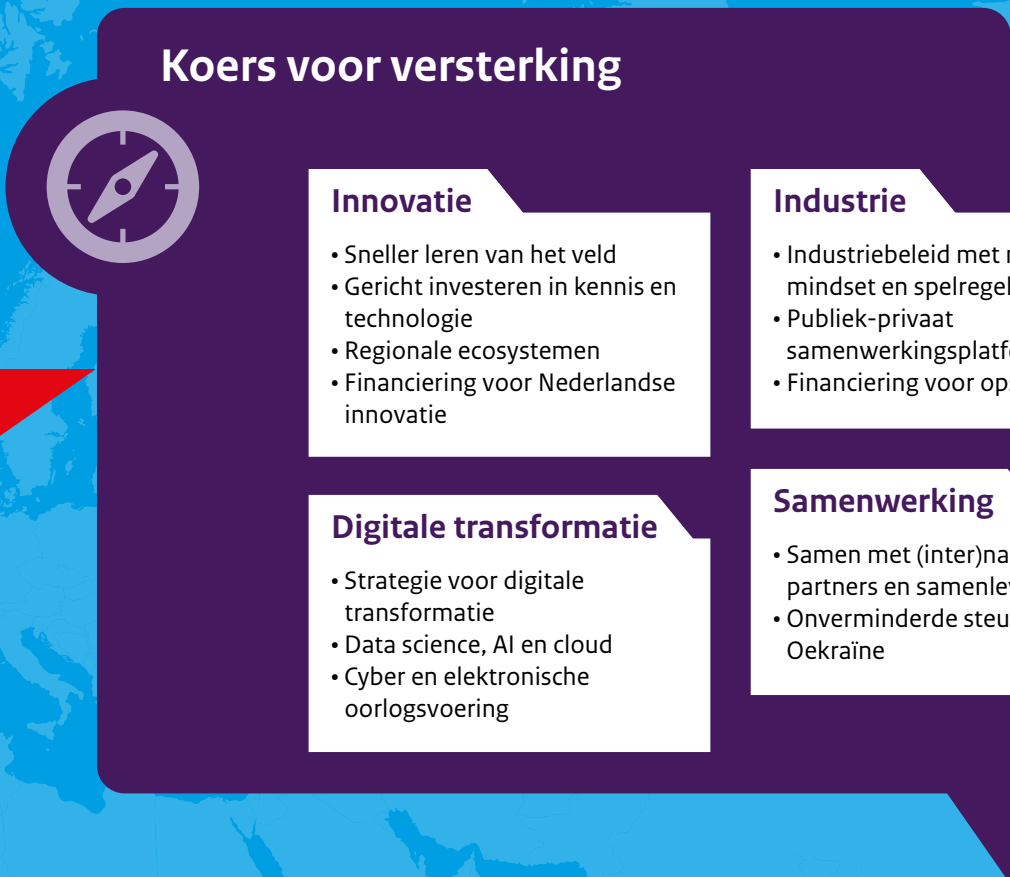 Koers voor versterking
Innovatie
• Sneller leren van het veld
• Gericht investeren in kennis en
technologie
• Regionale ecosystemen
• Financiering voor Nederlandse
innovatie
Industrie
• Industriebeleid met
mindset en
• Publiek-privaat
• Financiering voor
Digitale transformatie
• Strategie voor digitale
transformatie
• Data science, AI en cloud
• Cyber en elektronische
oorlogsvoering
Samenwerking
• Samen met
partners en
• Onverminderde
Oekraïne